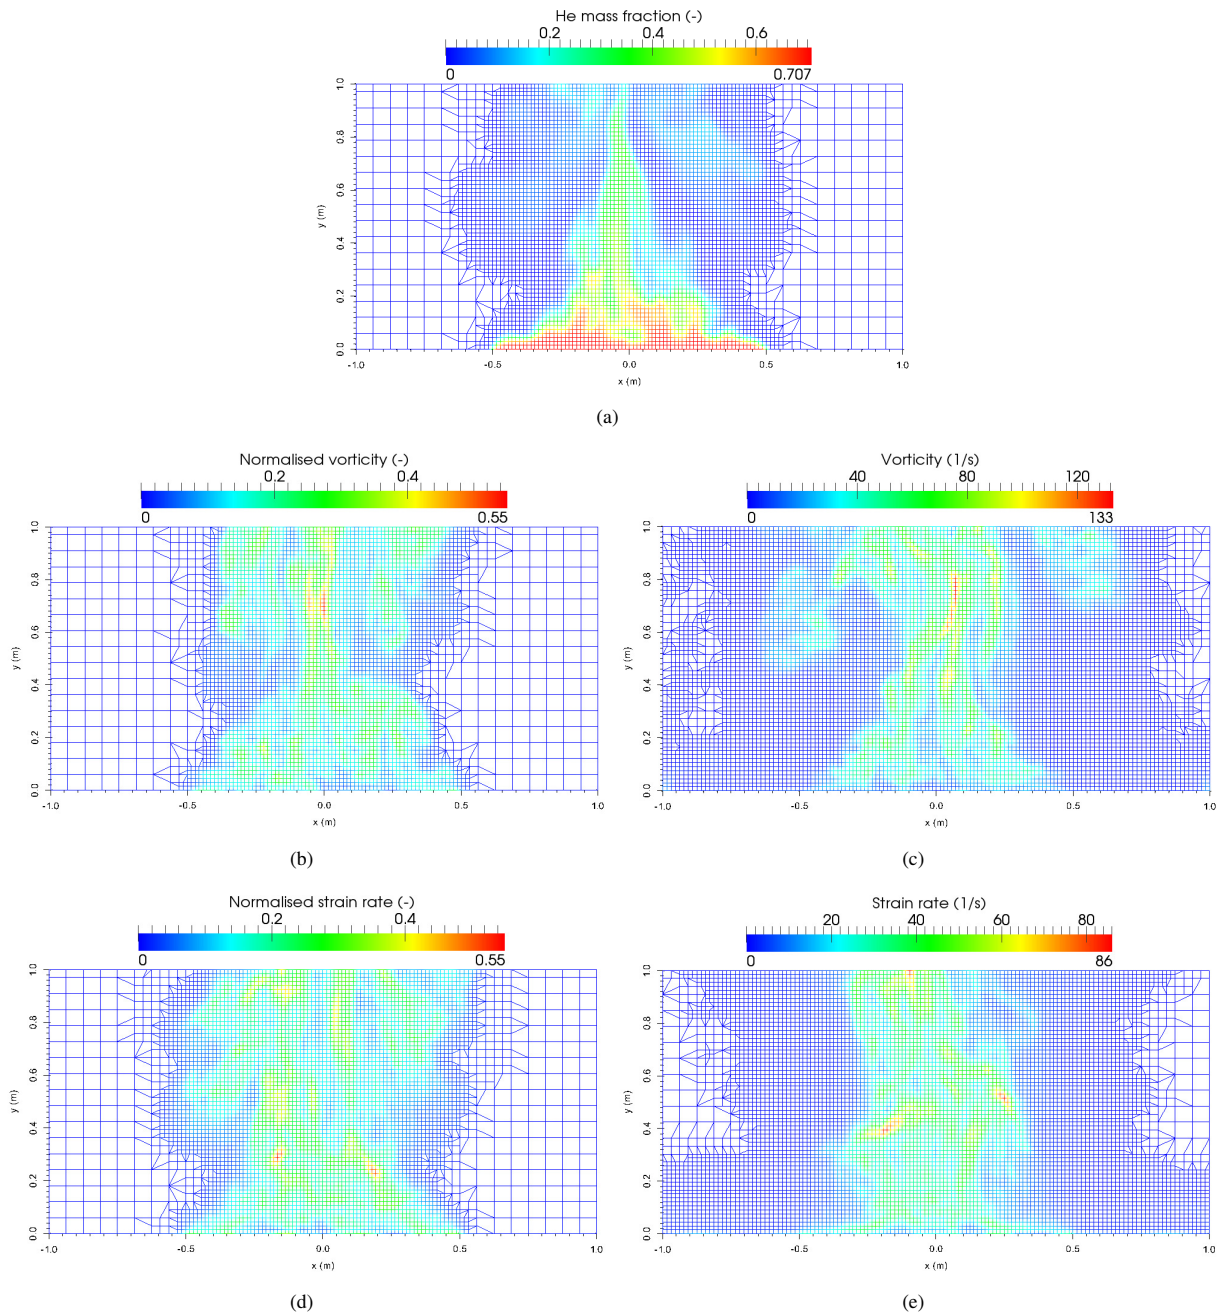 He mass fraction (-)
0.2 0.4 0.6
0 0.707
1.0
0.8
0.6
y (m)
0.4
0.2
0.0
-1.0 -0.5 0.0 0.5 1.0
x (m)
(a)
Normalised vorticity (-)
0.2 0.4
0 0.55
1.0
0.8
0.6
y (m)
0.4
0.2
0.0
-1.0 -0.5 0.0 0.5 1.0
x (m)
(b)
Vorticity (1/s)
40 80 120
0 133
1.0
0.8
0.6
y (m)
0.4
0.2
0.0
-1.0 -0.5 0.0 0.5 1.0
x (m)
(c)
Normalised strain rate (-)
0.2 0.4
0 0.55
1.0
0.8
0.6
y (m)
0.4
0.2
0.0
-1.0 -0.5 0.0 0.5 1.0
x (m)
(d)
Strain rate (1/s)
20 40 60 80
0 86
1.0
0.8
0.6
y (m)
0.4
0.2
0.0
-1.0 -0.5 0.0 0.5 1.0
x (m)
(e)